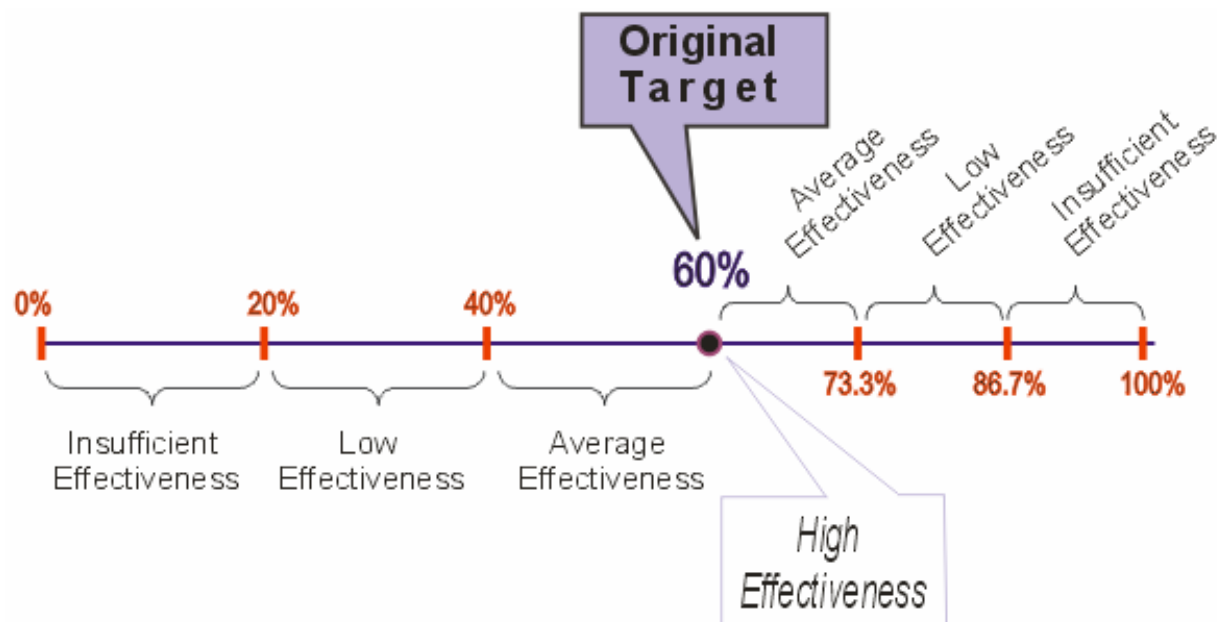 Original
Target
Average
Effectiveness
Low
Effectiveness
Insufficient
Effectiveness
60%
0%
20%
40%
73.3%
86.7%
100%
Insufficient
Effectiveness
Low
Effectiveness
Average
Effectiveness
High
Effectiveness